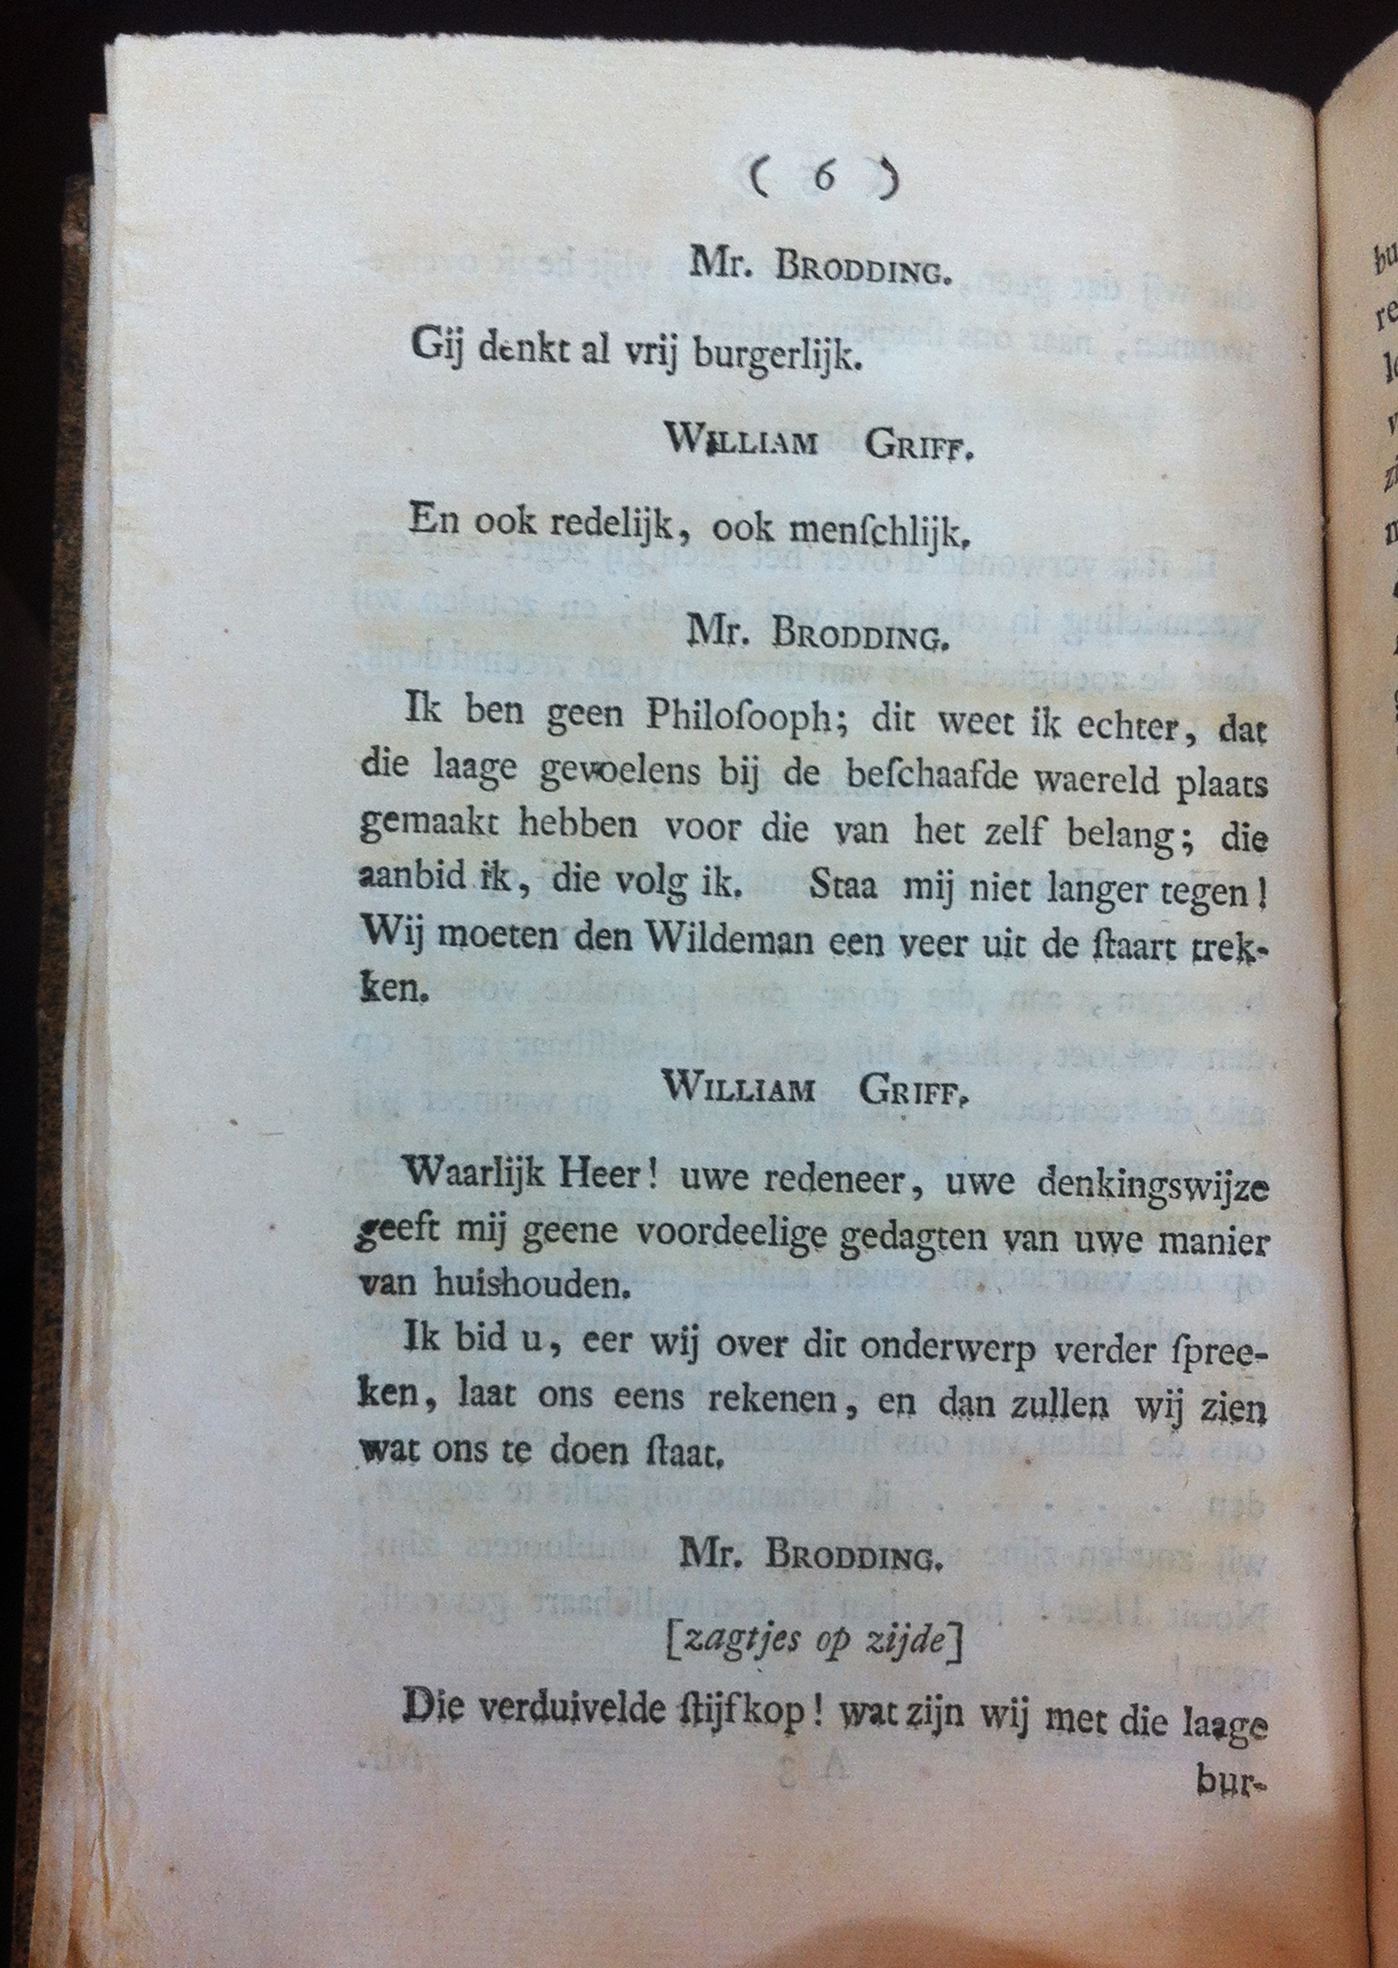 ( 6 )
Mr. BRODDING.
Gij denkt al vrij burgerlijk.
WILLIAM GRIFF.
En ook redelijk, ook menſchlijk.
Mr. BRODDING.
Ik ben geen Philoſooph; dit weet ik echter, dat
die laage gevoelens bij de beſchaafde waereld plaats
gemaakt hebben voor die van het zelf belang; die
aanbid ik, die volg ik. Staa mij niet langer tegen!
Wij moeten den Wildeman een veer uit de ſtaart trek-
ken.
WILLIAM GRIFF.
Waarlijk Heer! uwe redeneer, uwe denkingswijze
geeft mij geene voordeelige gedagten van uwe manier
van huishouden.
Ik bid u, eer wij over dit onderwerp verder ſpree-
ken, laat ons eens rekenen, en dan zullen wij zien
wat ons te doen ſtaat.
Mr. BRODDING.
[zagtjes op zijde]
Die verduivelde ſtijfkop! wat zijn wij met die laage
bur-